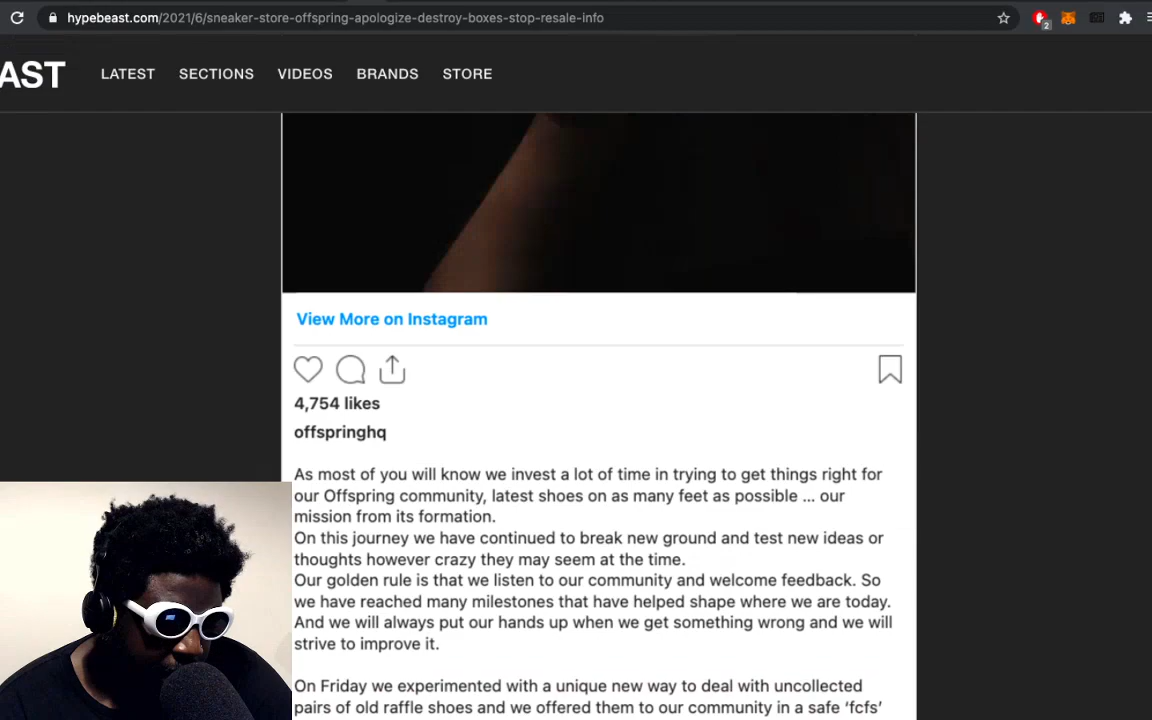 hypebeast.com/2021/6/sneaker-store-offspring-apologize-destroy-boxes-stop-resale-info
2
AST LATEST SECTIONS VIDEOS BRANDS STORE
View More on Instagram
4,754 likes
offspringhq
As most of you will know we invest a lot of time in trying to get things right for
our Offspring community, latest shoes on as many feet as possible ... our
mission from its formation.
On this journey we have continued to break new ground and test new ideas or
thoughts however crazy they may seem at the time.
Our golden rule is that we listen to our community and welcome feedback. So
we have reached many milestones that have helped shape where we are today.
And we will always put our hands up when we get something wrong and we will
strive to improve it.
On Friday we experimented with a unique new way to deal with uncollected
pairs of old raffle shoes and we offered them to our community in a safe ‘fcfs’